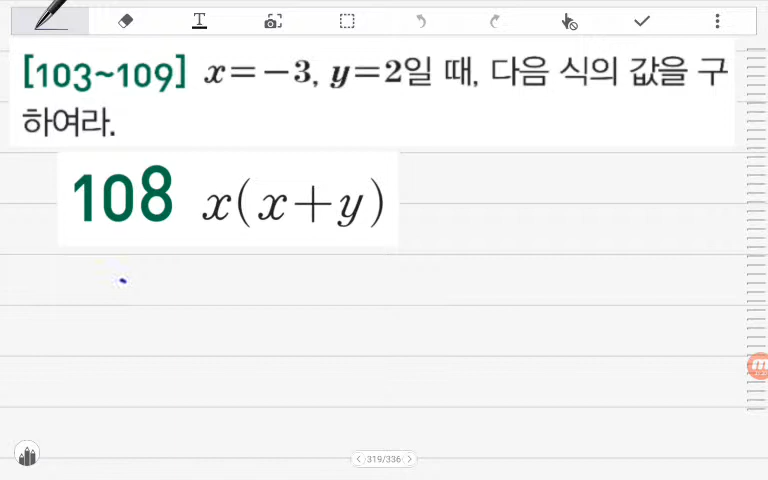 T
[103~109] x=-3, y=2일 때, 다음 식의 값을 구
하여라.
108 x(x+y)
319/336